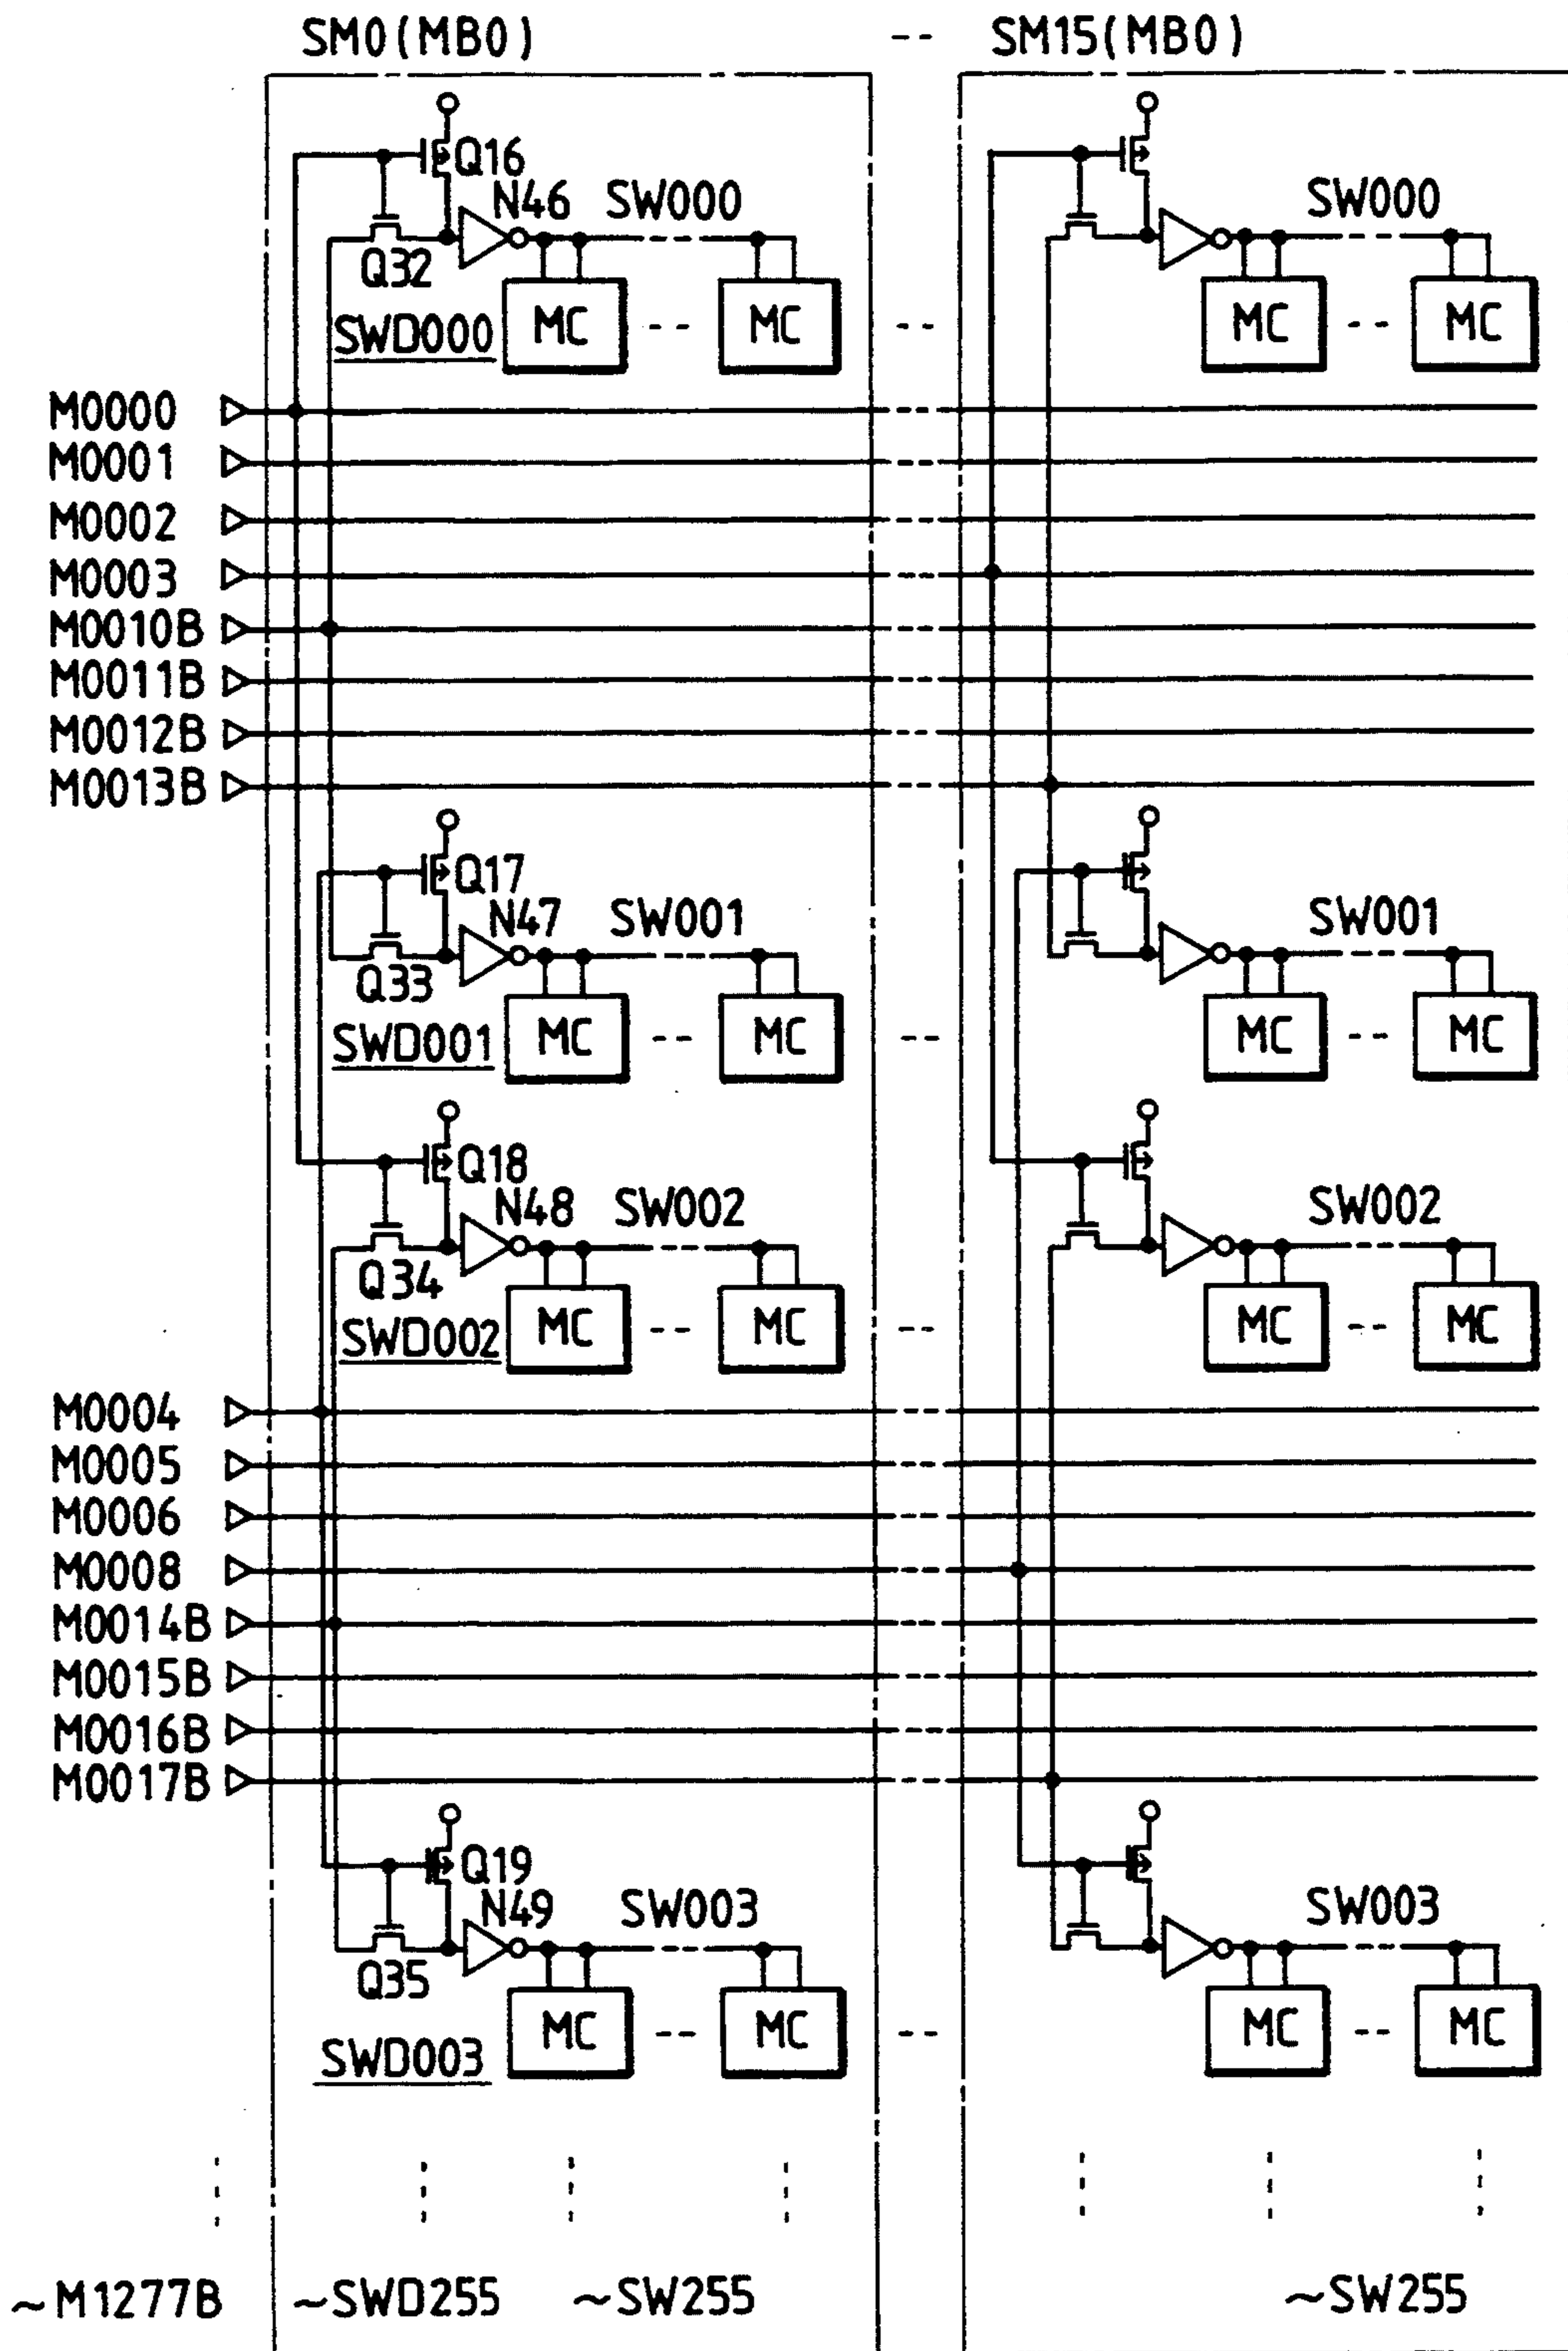 SM0(MB0) -- SM15(MB0)
Q16
N46 SW000 SW000
Q32
SWD000 MC -- MC -- MC -- MC
M0000
M0001
M0002
M0003
M0010B
M0011B
M0012B
M0013B
Q17
N47 SW001 SW001
Q33
SWD001 MC -- MC -- MC -- MC
Q18
N48 SW002 SW002
Q34
SWD002 MC -- MC -- MC -- MC
M0004
M0005
M0006
M0008
M0014B
M0015B
M0016B
M0017B
Q19
N49 SW003 SW003
Q35
SWD003 MC -- MC -- MC -- MC
~M1277B ~SWD255 ~SW255 ~SW255